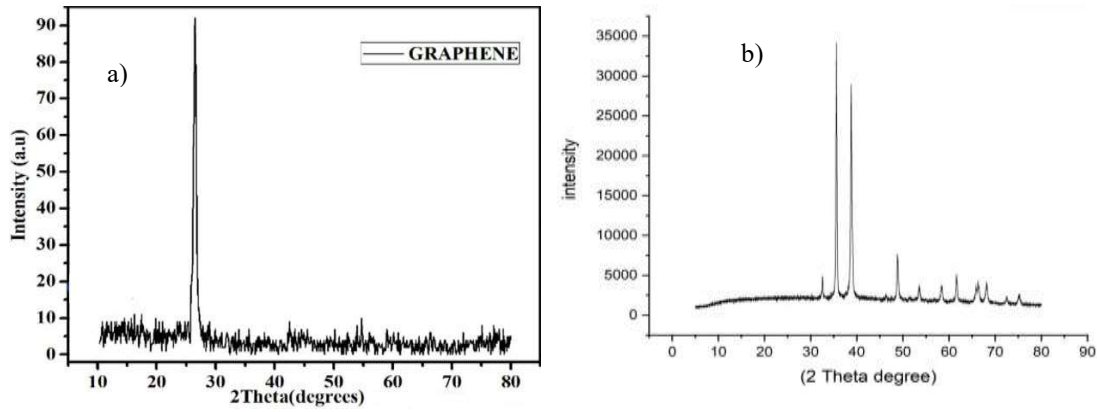 a)
GRAPHENE
Intensity (a.u)
90
80
70
60
50
40
30
20
10
0
10 20 30 40 50 60 70 80
2Theta(degrees)
b)
intensity
35000
30000
25000
20000
15000
10000
5000
0
0 10 20 30 40 50 60 70 80 90
(2 Theta degree)